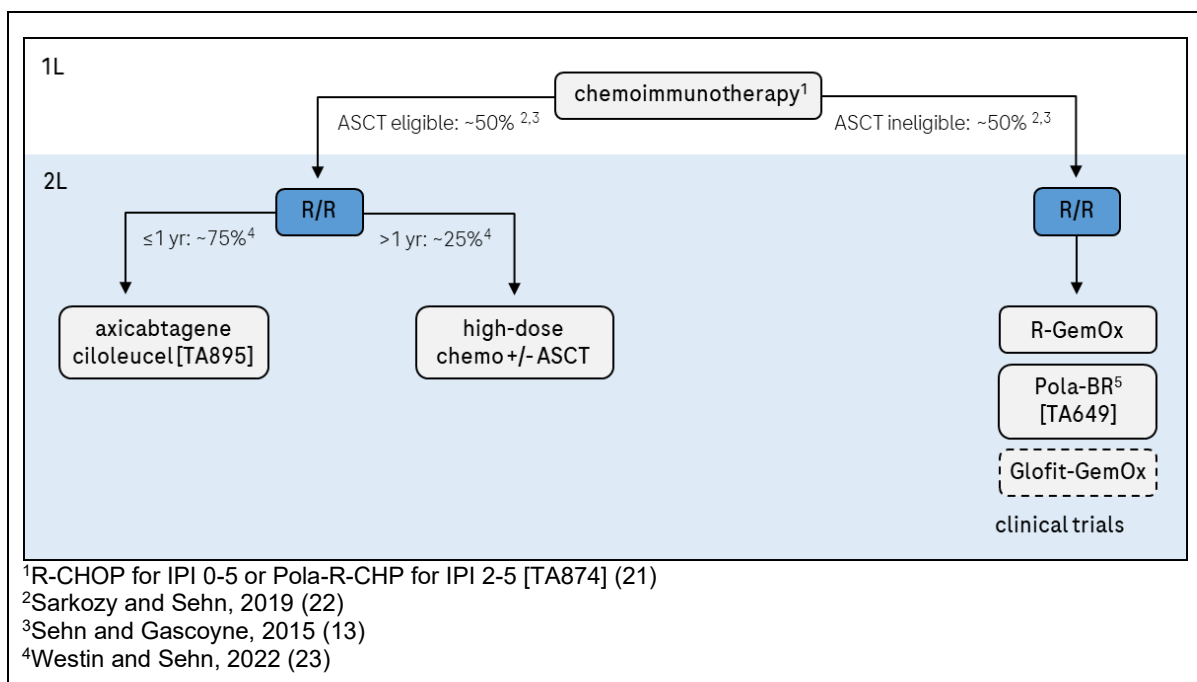 1L
chemoimmunotherapy¹
ASCT eligible: ~50% ²,³
ASCT ineligible: ~50% ²,³
2L
R/R
R/R
≤1 yr: ~75%⁴
>1 yr: ~25%⁴
axicabtagene
ciloleucel [TA895]
high-dose
chemo +/- ASCT
R-GemOx
Pola-BR⁵
[TA649]
Glofit-GemOx
clinical trials
¹R-CHOP for IPI 0-5 or Pola-R-CHP for IPI 2-5 [TA874] (21)
²Sarkozy and Sehn, 2019 (22)
³Sehn and Gascoyne, 2015 (13)
⁴Westin and Sehn, 2022 (23)